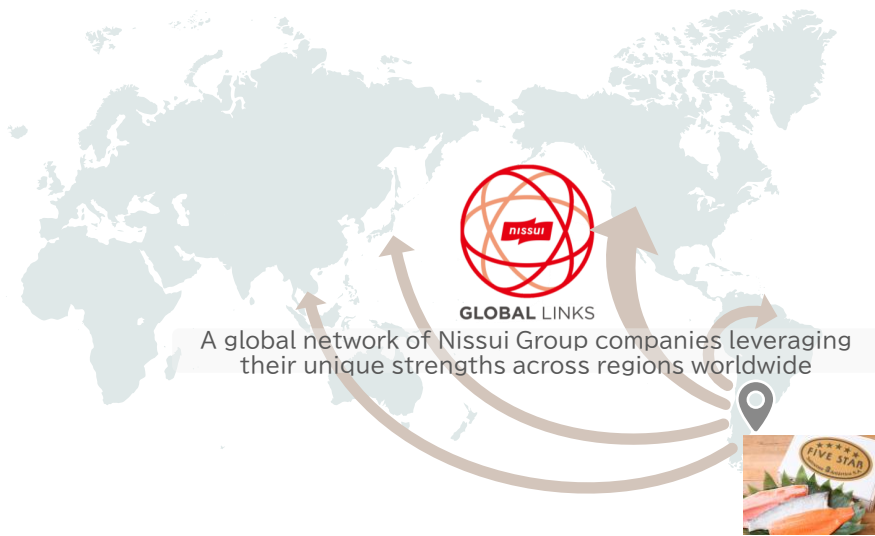 nissui
GLOBAL LINKS
A global network of Nissui Group companies leveraging
their unique strengths across regions worldwide
FIVE STAR